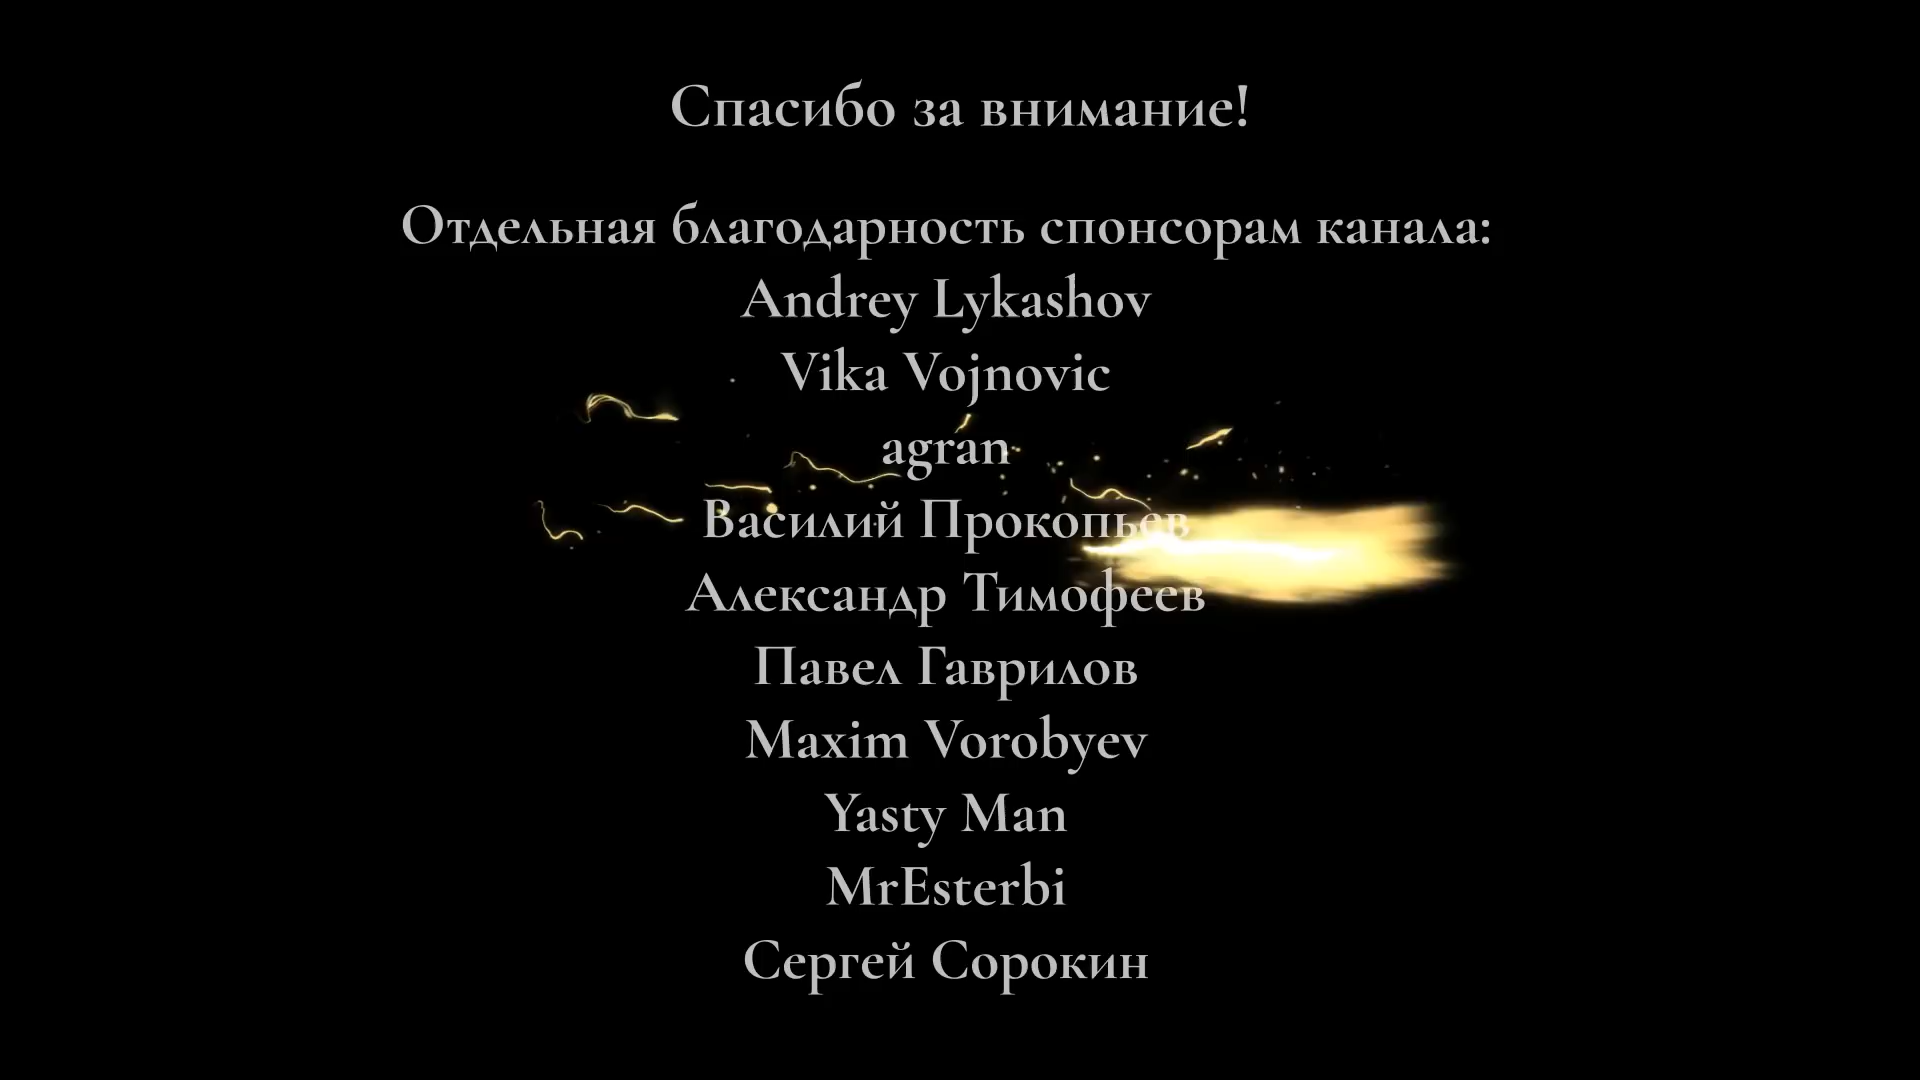 Спасибо за внимание!
Отдельная благодарность спонсорам канала:
Andrey Lykashov
Vika Vojnovic
agran
Василий Прокопьев
Александр Тимофеев
Павел Гаврилов
Maxim Vorobyev
Yasty Man
MrEsterbi
Сергей Сорокин